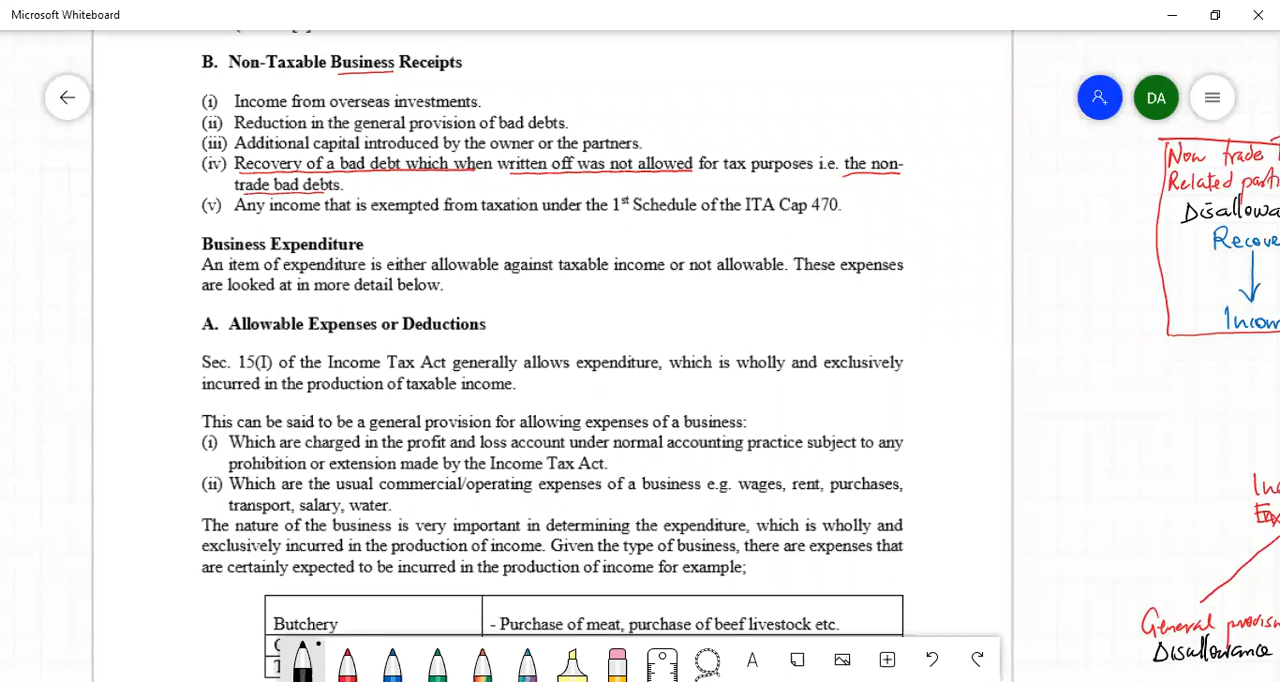 Microsoft Whiteboard
B. Non-Taxable Business Receipts
(i) Income from overseas investments.
(ii) Reduction in the general provision of bad debts.
(iii) Additional capital introduced by the owner or the partners.
(iv) Recovery of a bad debt which when written off was not allowed for tax purposes i.e. the non-
trade bad debts.
(v) Any income that is exempted from taxation under the 1st Schedule of the ITA Cap 470.
Business Expenditure
An item of expenditure is either allowable against taxable income or not allowable. These expenses
are looked at in more detail below.
A. Allowable Expenses or Deductions
Sec. 15(I) of the Income Tax Act generally allows expenditure, which is wholly and exclusively
incurred in the production of taxable income.
This can be said to be a general provision for allowing expenses of a business:
(i) Which are charged in the profit and loss account under normal accounting practice subject to any
prohibition or extension made by the Income Tax Act.
(ii) Which are the usual commercial/operating expenses of a business e.g. wages, rent, purchases,
transport, salary, water.
The nature of the business is very important in determining the expenditure, which is wholly and
exclusively incurred in the production of income. Given the type of business, there are expenses that
are certainly expected to be incurred in the production of income for example;
Butchery - Purchase of meat, purchase of beef livestock etc.
DA
Non trade
Related parti
Disallowa
Recove
Incom
General provision
Disallowance
A